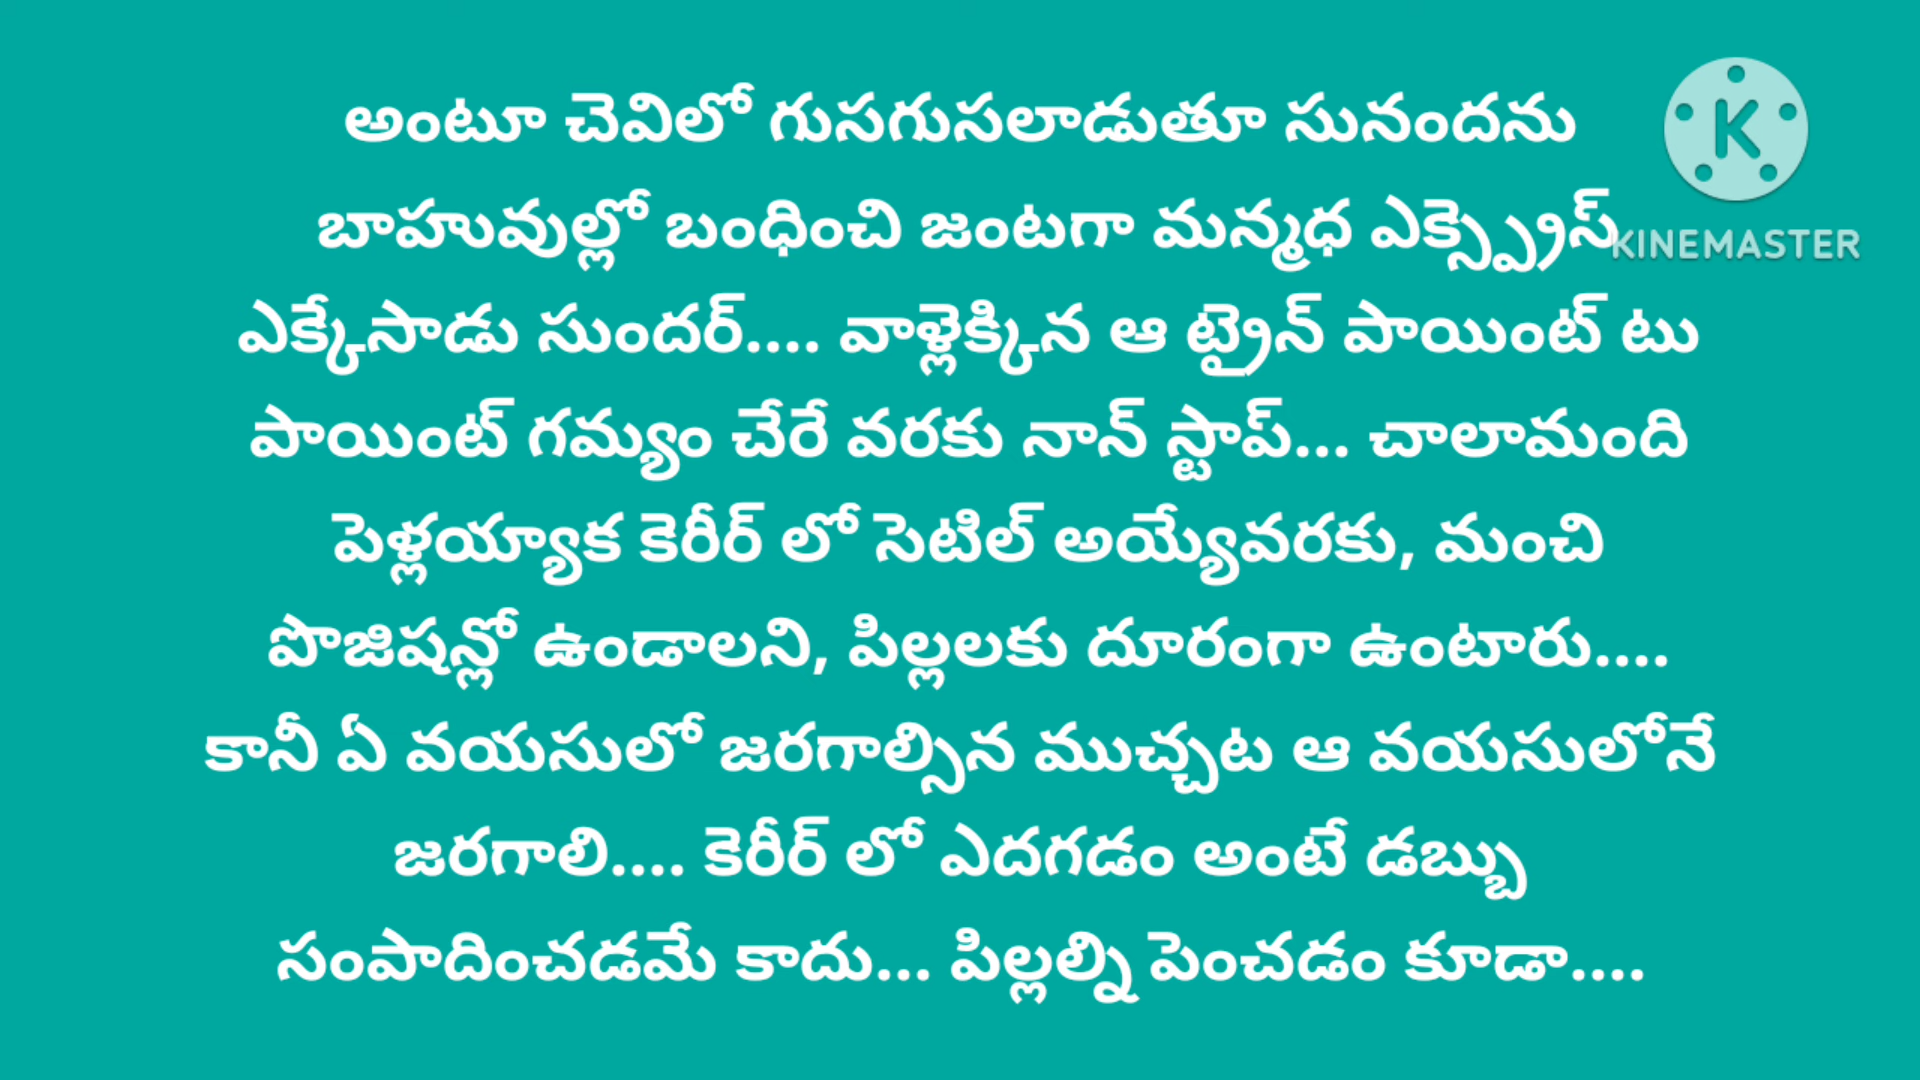 అంటూ చెవిలో గుసగుసలాడుతూ సునందను
బాహువుల్లో బంధించి జంటగా మన్మధ ఎక్స్ప్రెస్
ఎక్కేసాడు సుందర్.... వాళ్లెక్కిన ఆ ట్రైన్ పాయింట్ టు
పాయింట్ గమ్యం చేరే వరకు నాన్ స్టాప్... చాలామంది
పెళ్లయ్యాక కెరీర్ లో సెటిల్ అయ్యేవరకు, మంచి
పొజిషన్లో ఉండాలని, పిల్లలకు దూరంగా ఉంటారు....
కానీ ఏ వయసులో జరగాల్సిన ముచ్చట ఆ వయసులోనే
జరగాలి.... కెరీర్ లో ఎదగడం అంటే డబ్బు
సంపాదించడమే కాదు... పిల్లల్ని పెంచడం కూడా....
K
KINEMASTER